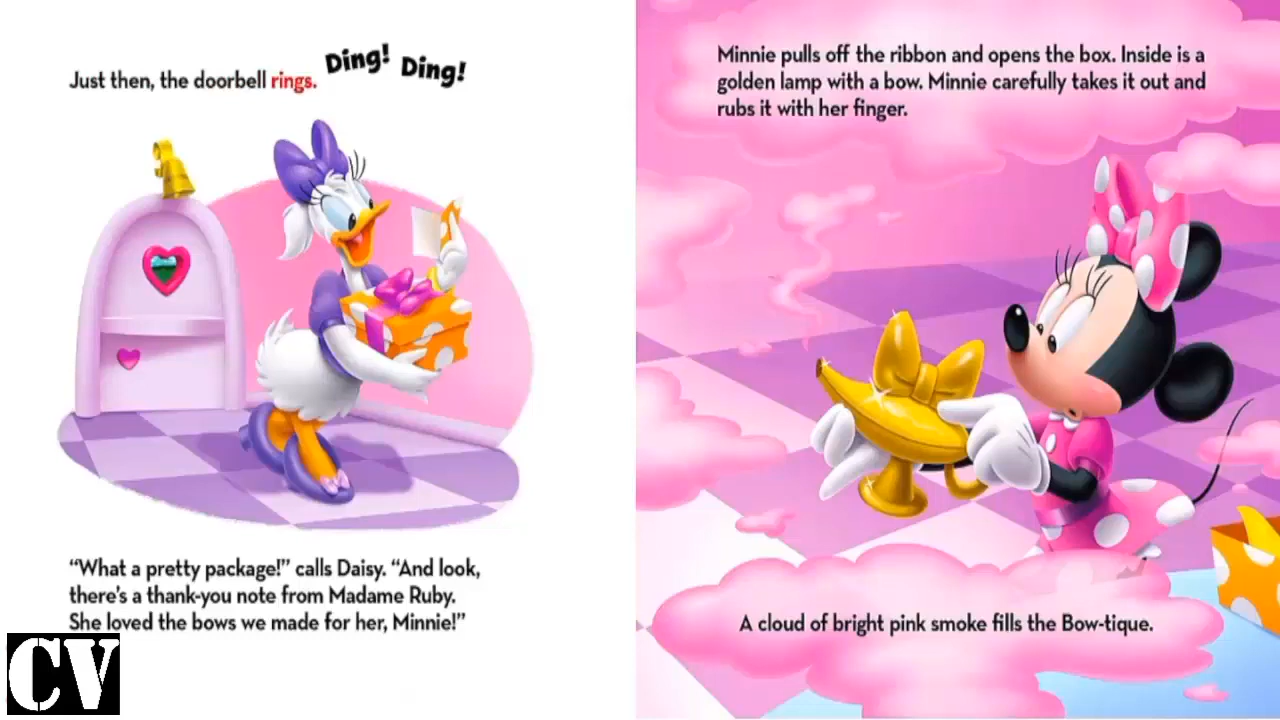 Just then, the doorbell rings. Ding! Ding!
"What a pretty package!" calls Daisy. "And look,
there's a thank-you note from Madame Ruby.
She loved the bows we made for her, Minnie!"
CV
Minnie pulls off the ribbon and opens the box. Inside is a
golden lamp with a bow. Minnie carefully takes it out and
rubs it with her finger.
A cloud of bright pink smoke fills the Bow-tique.